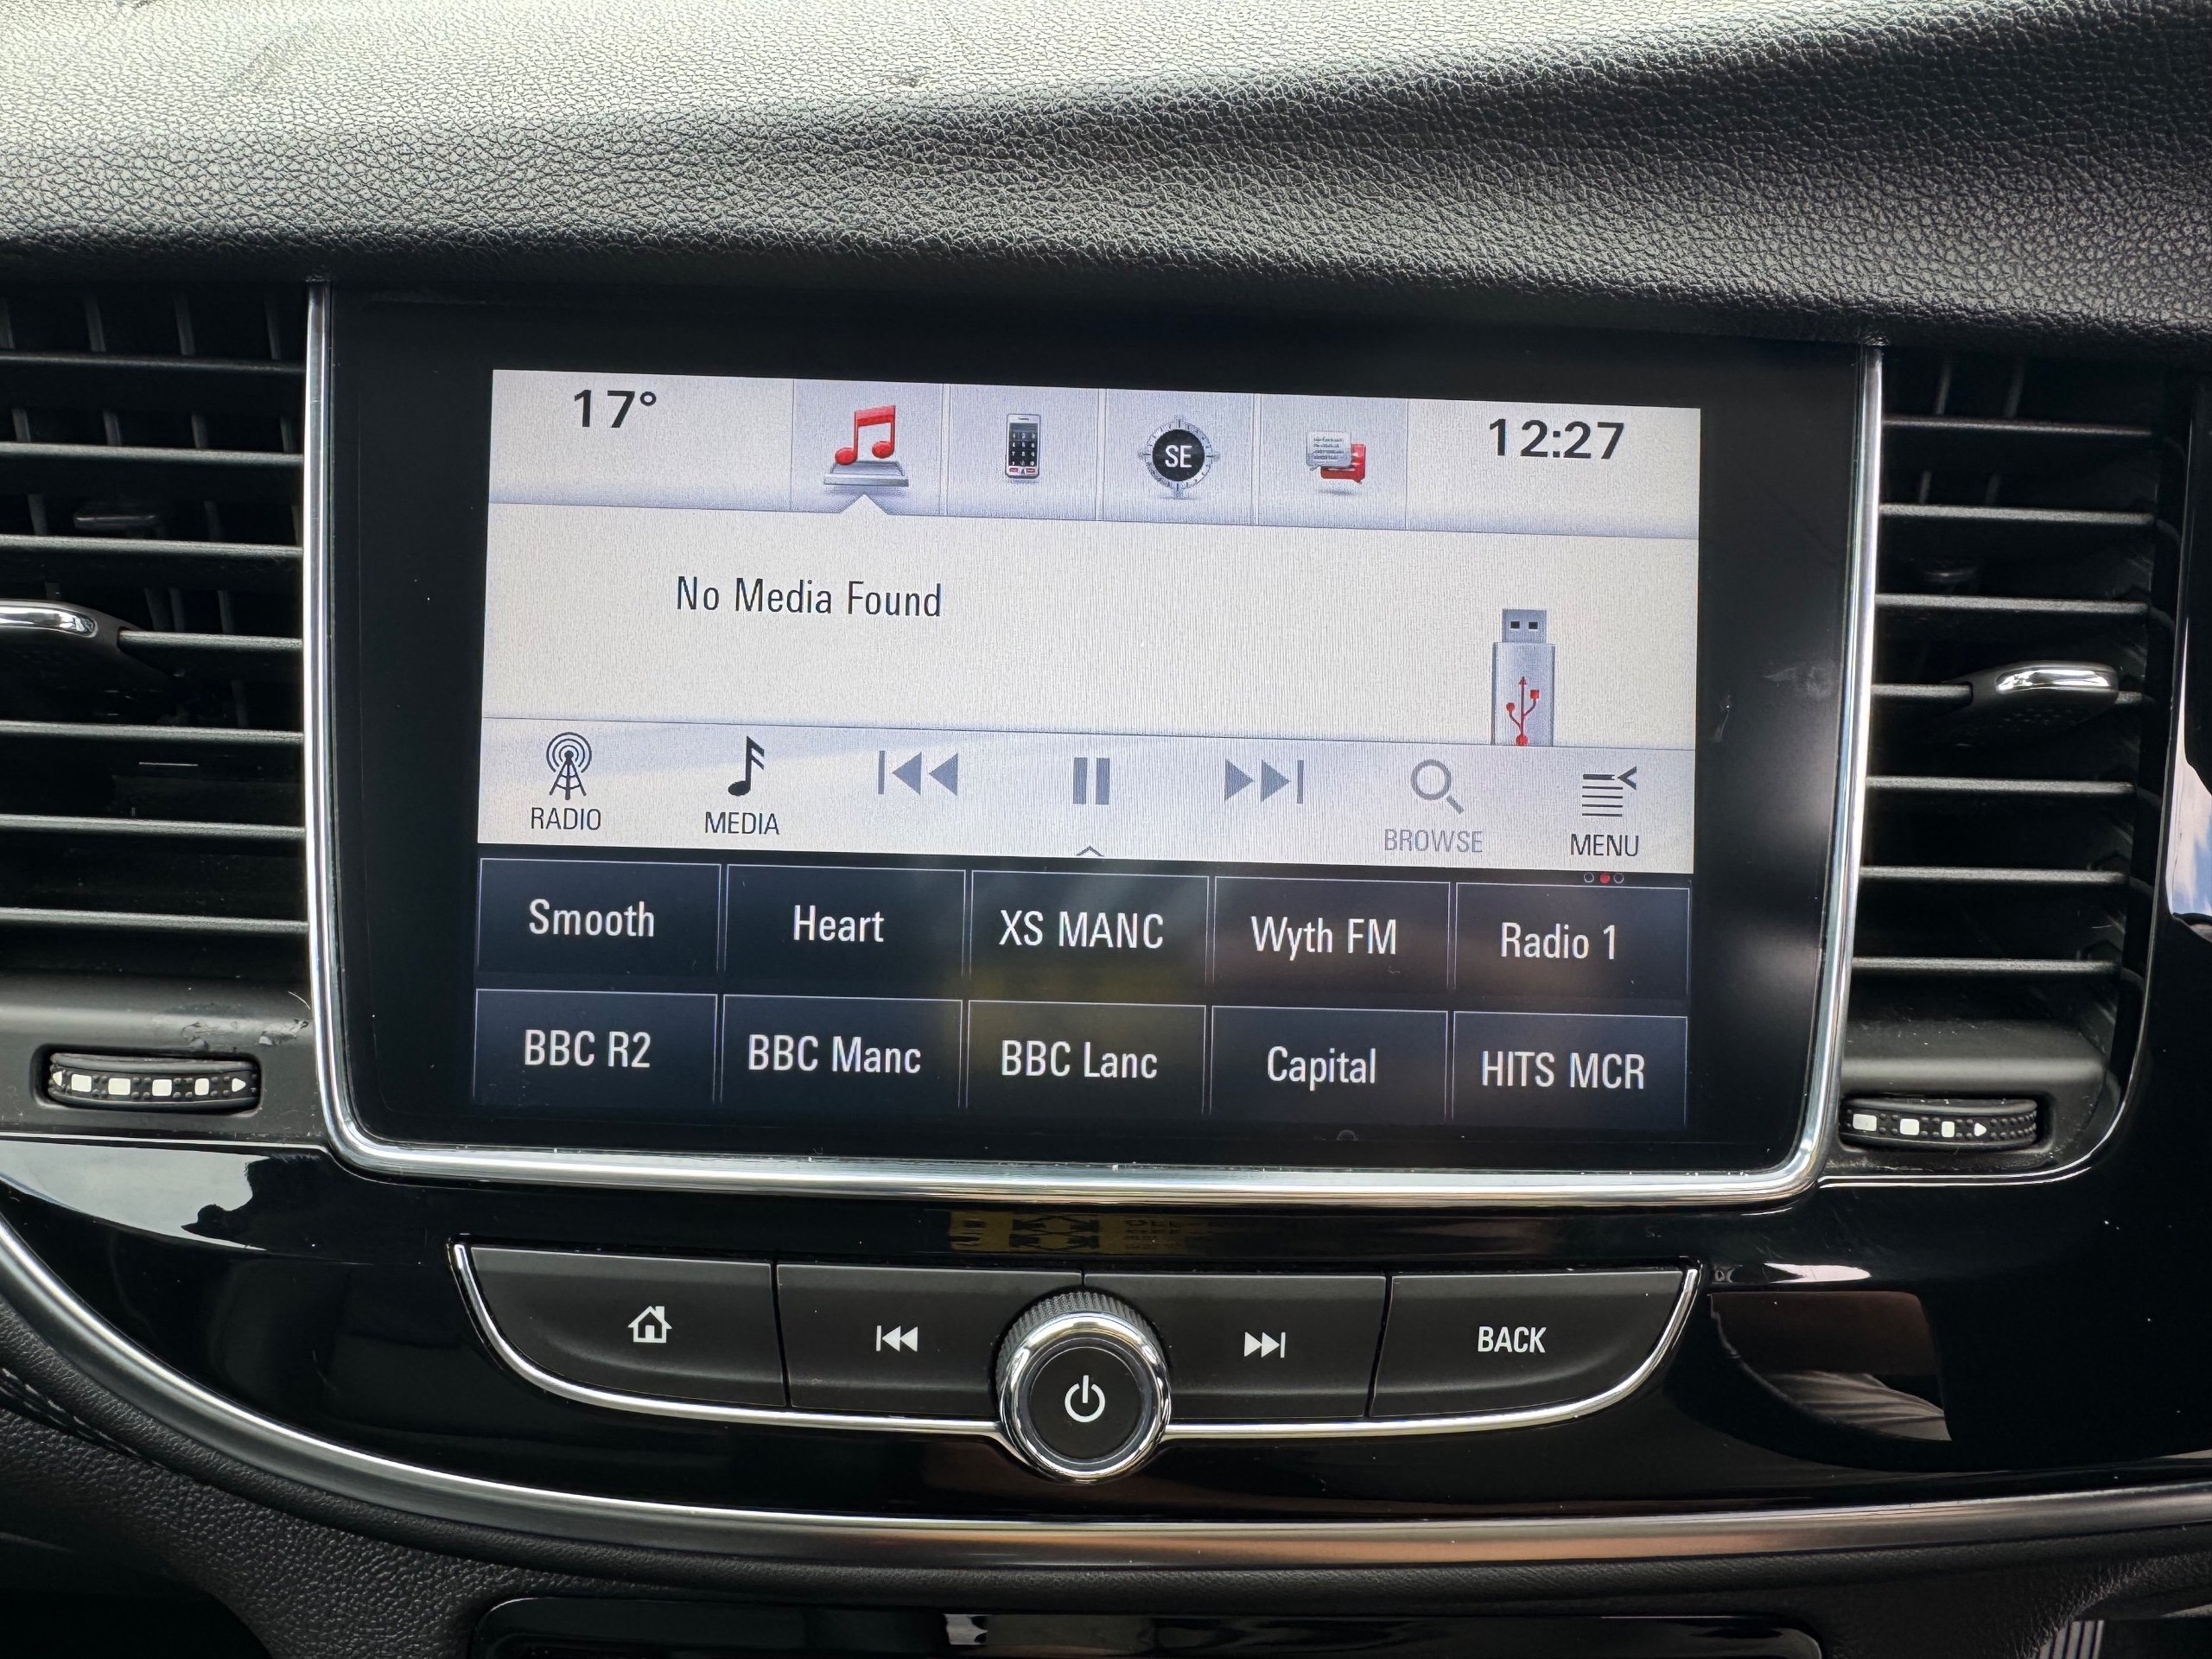 17°
SE
12:27
No Media Found
RADIO
MEDIA
BROWSE
MENU
Smooth
Heart
XS MANC
Wyth FM
Radio 1
BBC R2
BBC Manc
BBC Lanc
Capital
HITS MCR
BACK